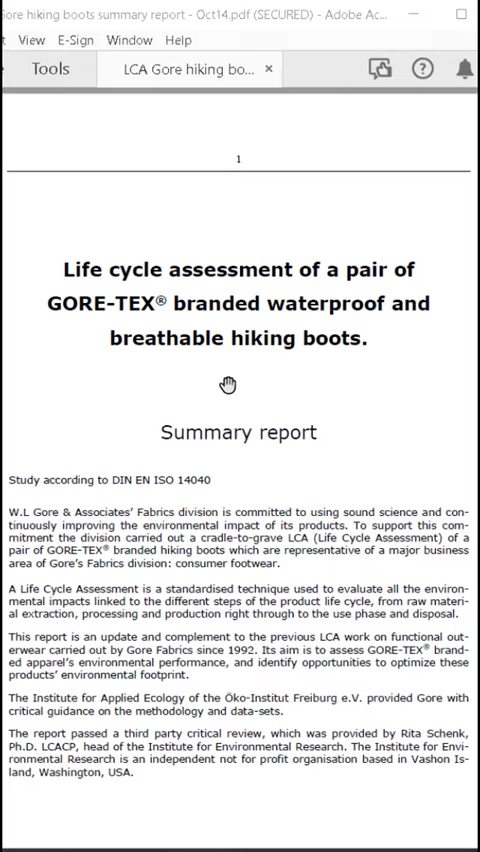 Gore hiking boots summary report - Oct14.pdf (SECURED) - Adobe Ac...
t View E-Sign Window Help
Tools LCA Gore hiking bo... ×
1
Life cycle assessment of a pair of
GORE-TEX® branded waterproof and
breathable hiking boots.
Summary report
Study according to DIN EN ISO 14040
W.L Gore & Associates’ Fabrics division is committed to using sound science and con-
tinuously improving the environmental impact of its products. To support this com-
mitment the division carried out a cradle-to-grave LCA (Life Cycle Assessment) of a
pair of GORE-TEX® branded hiking boots which are representative of a major business
area of Gore’s Fabrics division: consumer footwear.
A Life Cycle Assessment is a standardised technique used to evaluate all the environ-
mental impacts linked to the different steps of the product life cycle, from raw materi-
al extraction, processing and production right through to the use phase and disposal.
This report is an update and complement to the previous LCA work on functional out-
erwear carried out by Gore Fabrics since 1992. Its aim is to assess GORE-TEX® brand-
ed apparel’s environmental performance, and identify opportunities to optimize these
products’ environmental footprint.
The Institute for Applied Ecology of the Öko-Institut Freiburg e.V. provided Gore with
critical guidance on the methodology and data-sets.
The report passed a third party critical review, which was provided by Rita Schenk,
Ph.D. LCACP, head of the Institute for Environmental Research. The Institute for Envi-
ronmental Research is an independent not for profit organisation based in Vashon Is-
land, Washington, USA.